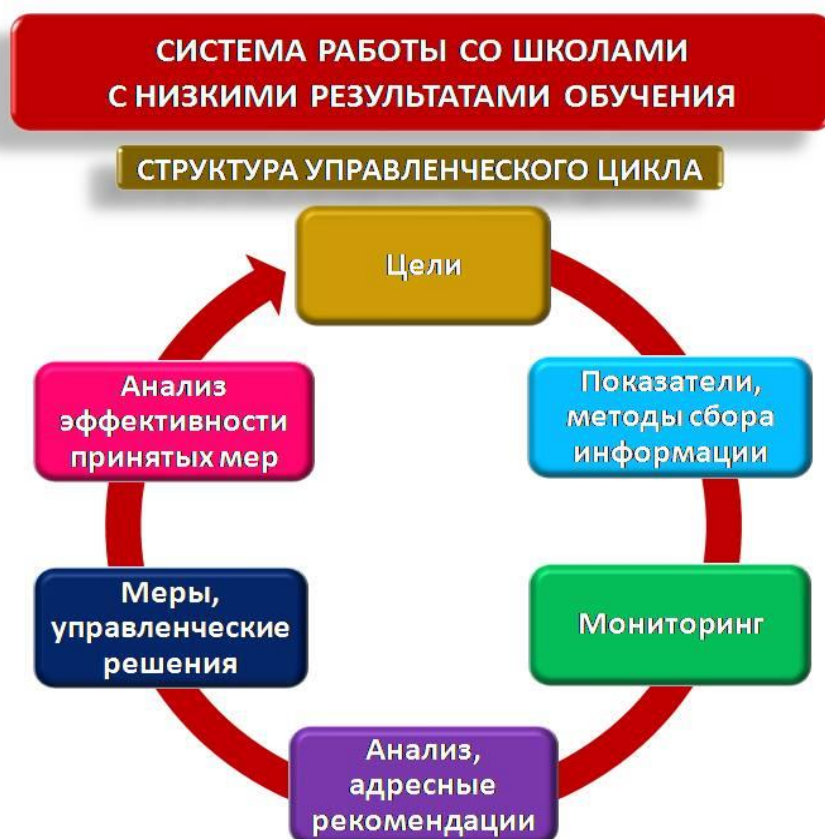 СИСТЕМА РАБОТЫ СО ШКОЛАМИ
С НИЗКИМИ РЕЗУЛЬТАТАМИ ОБУЧЕНИЯ
СТРУКТУРА УПРАВЛЕНЧЕСКОГО ЦИКЛА
Цели
Показатели,
методы сбора
информации
Мониторинг
Анализ,
адресные
рекомендации
Меры,
управленческие
решения
Анализ
эффективности
принятых мер